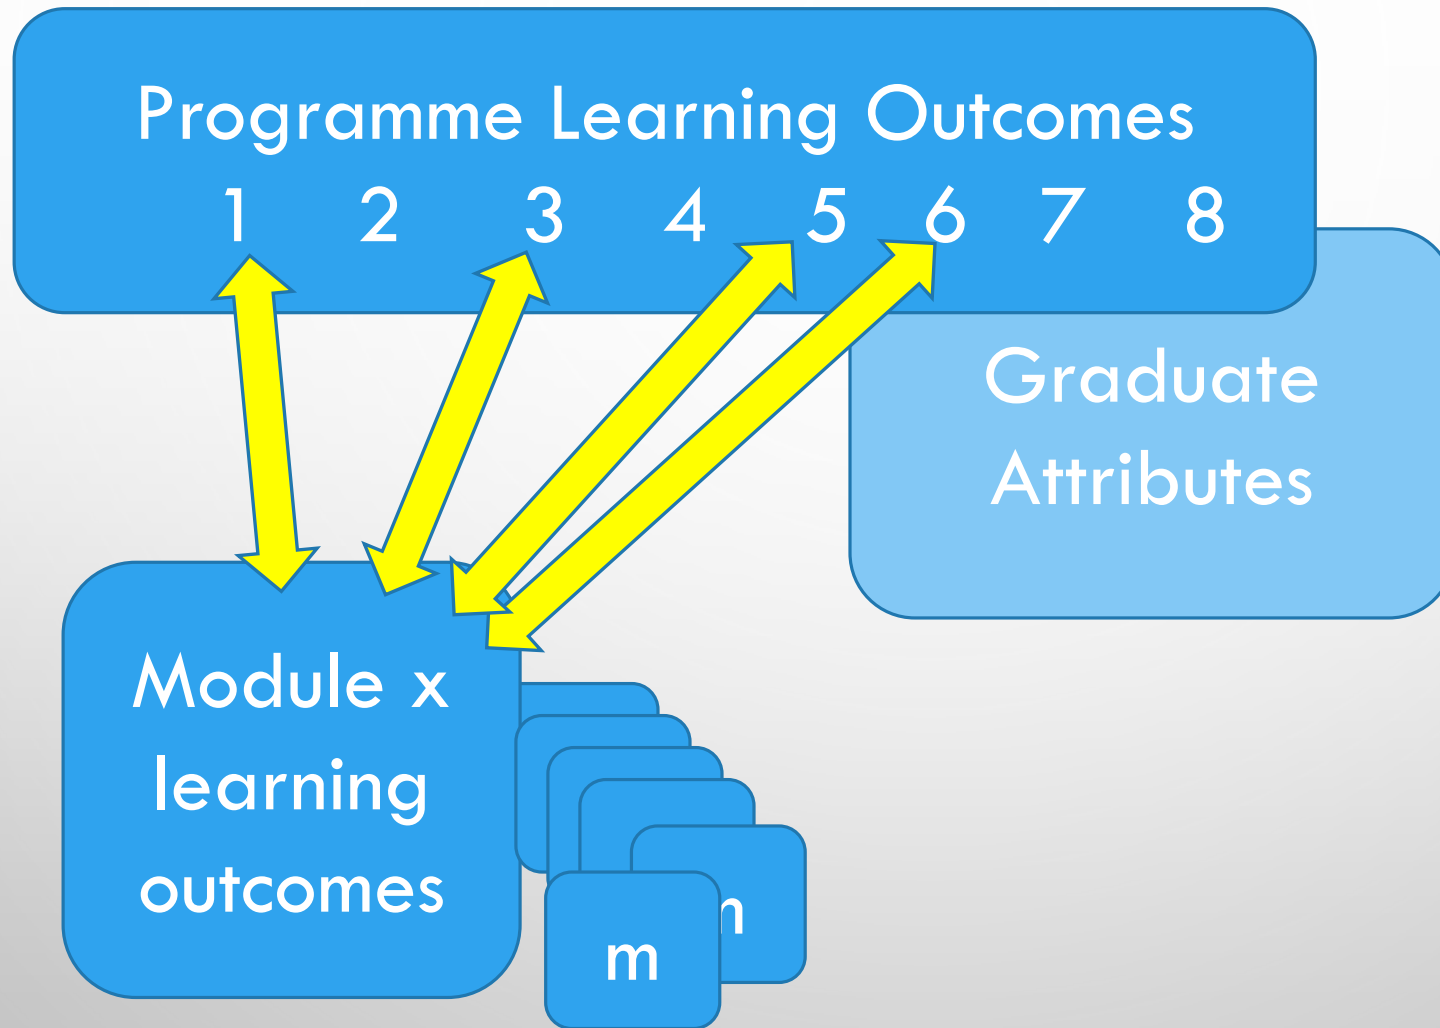 Programme Learning Outcomes
1 2 3 4 5 6 7 8
Graduate
Attributes
Module x
learning
outcomes
m